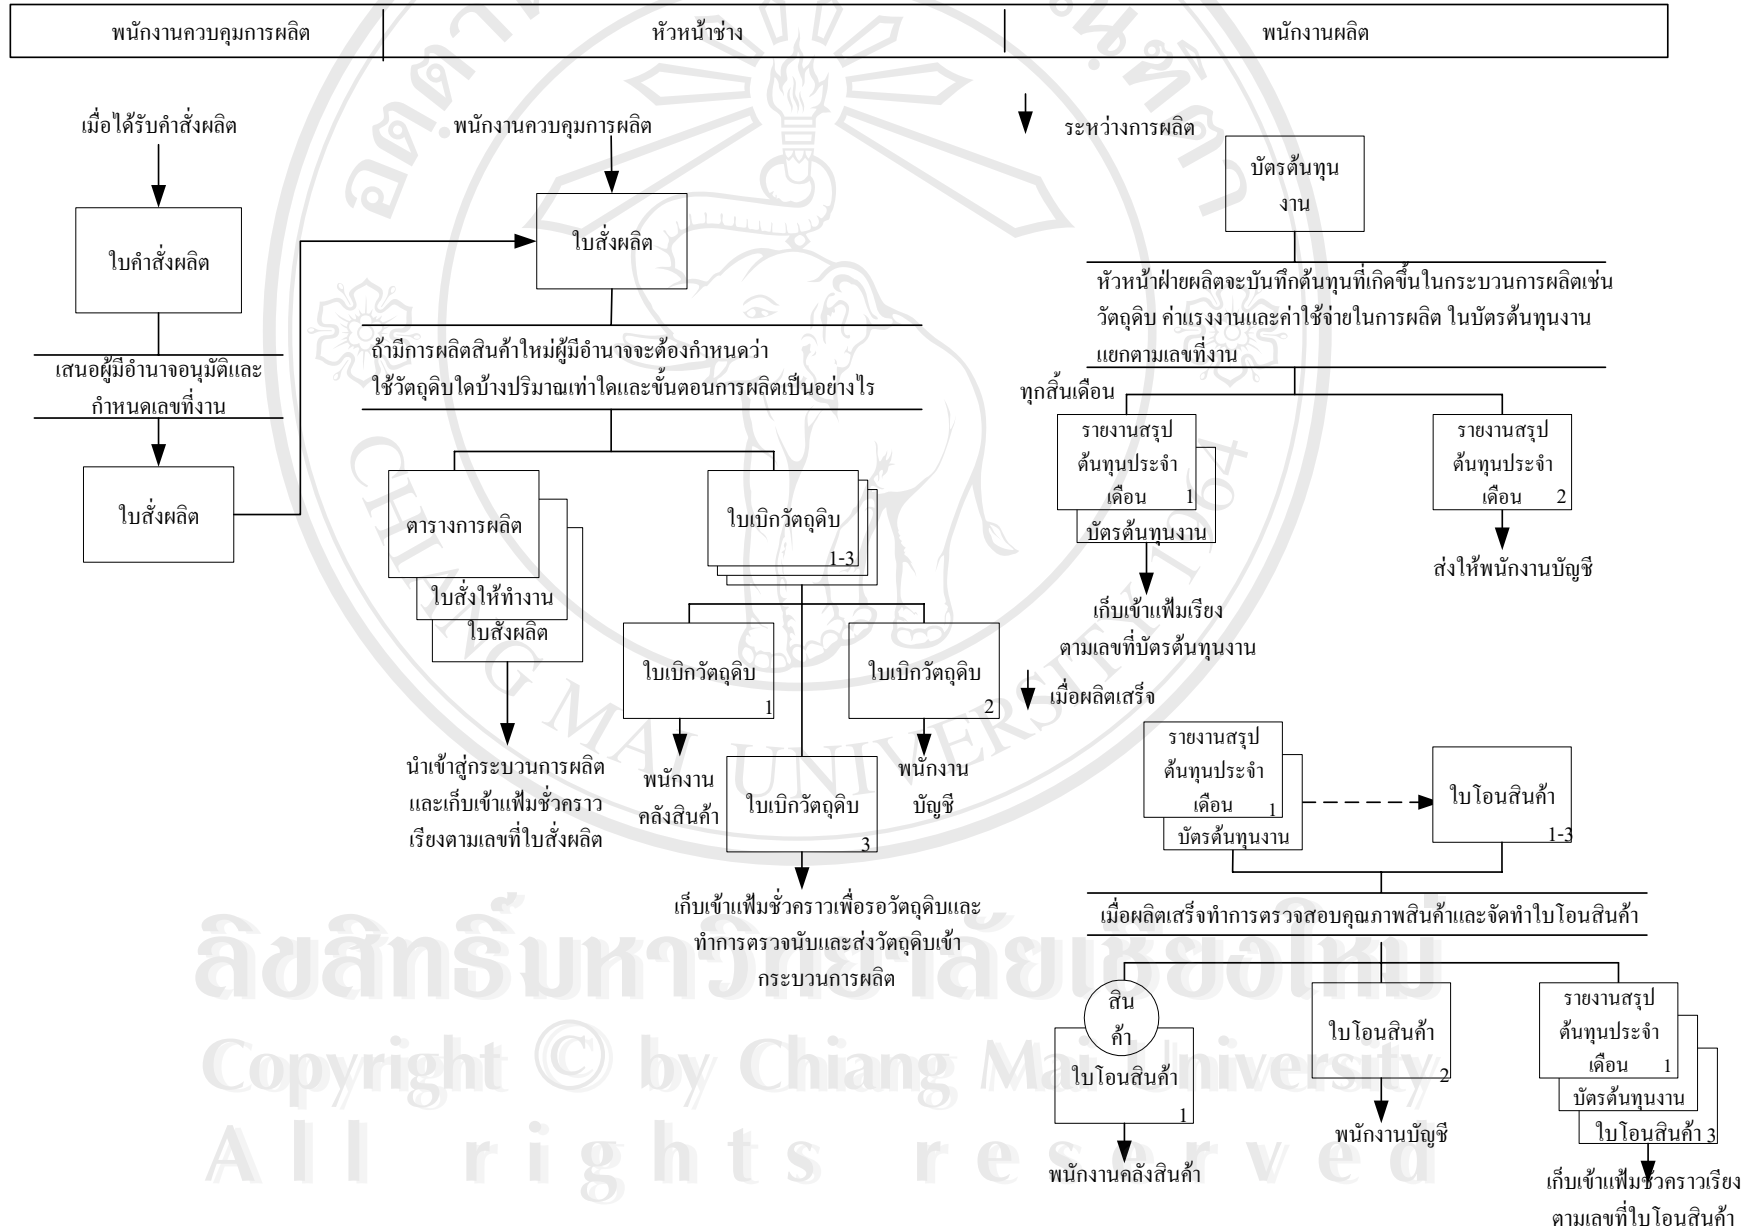 พนักงานควบคุมการผลิต
หัวหน้าช่าง
พนักงานผลิต
เมื่อได้รับคำสั่งผลิต
ใบคำสั่งผลิต
เสนอผู้มีอำนาจอนุมัติและ
กำหนดเลขที่งาน
ใบสั่งผลิต
พนักงานควบคุมการผลิต
ใบสั่งผลิต
ถ้ามีการผลิตสินค้าใหม่ผู้มีอำนาจจะต้องกำหนดว่า
ใช้วัตถุดิบใดบ้างปริมาณเท่าใดและขั้นตอนการผลิตเป็นอย่างไร
ตารางการผลิต
ใบสั่งให้ทำงาน
ใบสั่งผลิต
นำเข้าสู่กระบวนการผลิต
และเก็บเข้าแฟ้มชั่วคราว
เรียงตามเลขที่ใบสั่งผลิต
ใบเบิกวัตถุดิบ
1-3
ใบเบิกวัตถุดิบ
1
พนักงาน
คลังสินค้า
ใบเบิกวัตถุดิบ
2
พนักงาน
บัญชี
ใบเบิกวัตถุดิบ
3
เก็บเข้าแฟ้มชั่วคราวเพื่อรอวัตถุดิบและ
ทำการตรวจนับและส่งวัตถุดิบเข้า
กระบวนการผลิต
ระหว่างการผลิต
บัตรต้นทุน
งาน
หัวหน้าฝ่ายผลิตจะบันทึกต้นทุนที่เกิดขึ้นในกระบวนการผลิตเช่น
วัตถุดิบ ค่าแรงงานและค่าใช้จ่ายในการผลิต ในบัตรต้นทุนงาน
แยกตามเลขที่งาน
ทุกสิ้นเดือน
รายงานสรุป
ต้นทุนประจำ
เดือน 1
บัตรต้นทุนงาน
เก็บเข้าแฟ้มเรียง
ตามเลขที่บัตรต้นทุนงาน
รายงานสรุป
ต้นทุนประจำ
เดือน 2
ส่งให้พนักงานบัญชี
เมื่อผลิตเสร็จ
รายงานสรุป
ต้นทุนประจำ
เดือน 1
บัตรต้นทุนงาน
ใบโอนสินค้า
1-3
เมื่อผลิตเสร็จทำการตรวจสอบคุณภาพสินค้าและจัดทำใบโอนสินค้า
สิน
ค้า
ใบโอนสินค้า
1
พนักงานคลังสินค้า
ใบโอนสินค้า
2
พนักงานบัญชี
รายงานสรุป
ต้นทุนประจำ
เดือน 1
บัตรต้นทุนงาน
ใบโอนสินค้า 3
เก็บเข้าแฟ้มชั่วคราวเรียง
ตามเลขที่ใบโอนสินค้า
CHIANG MAI UNIVERSITY 1964
ลิขสิทธิ์มหาวิทยาลัยเชียงใหม่
Copyright © by Chiang Mai University
All rights reserved